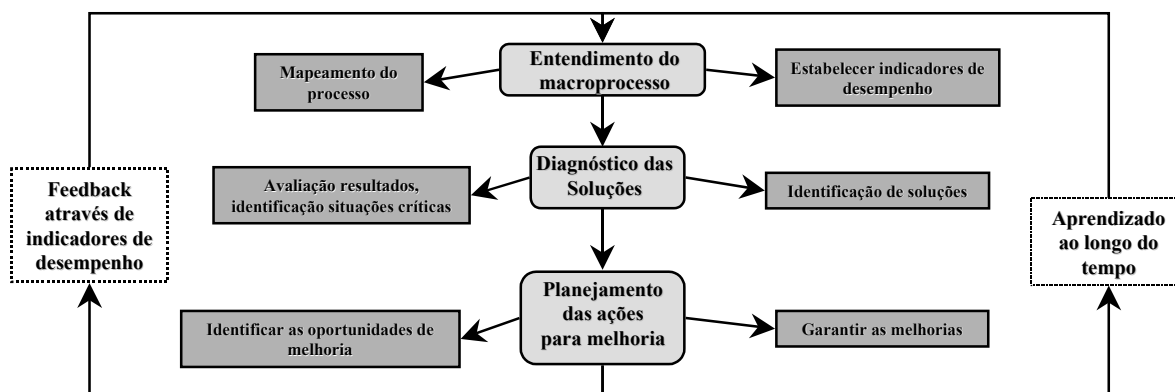 Entendimento do
macroprocesso
Mapeamento do
processo
Estabelecer indicadores de
desempenho
Diagnóstico das
Soluções
Avaliação resultados,
identificação situações críticas
Identificação de soluções
Feedback
através de
indicadores de
desempenho
Aprendizado
ao longo do
tempo
Planejamento
das ações
para melhoria
Identificar as oportunidades de
melhoria
Garantir as melhorias